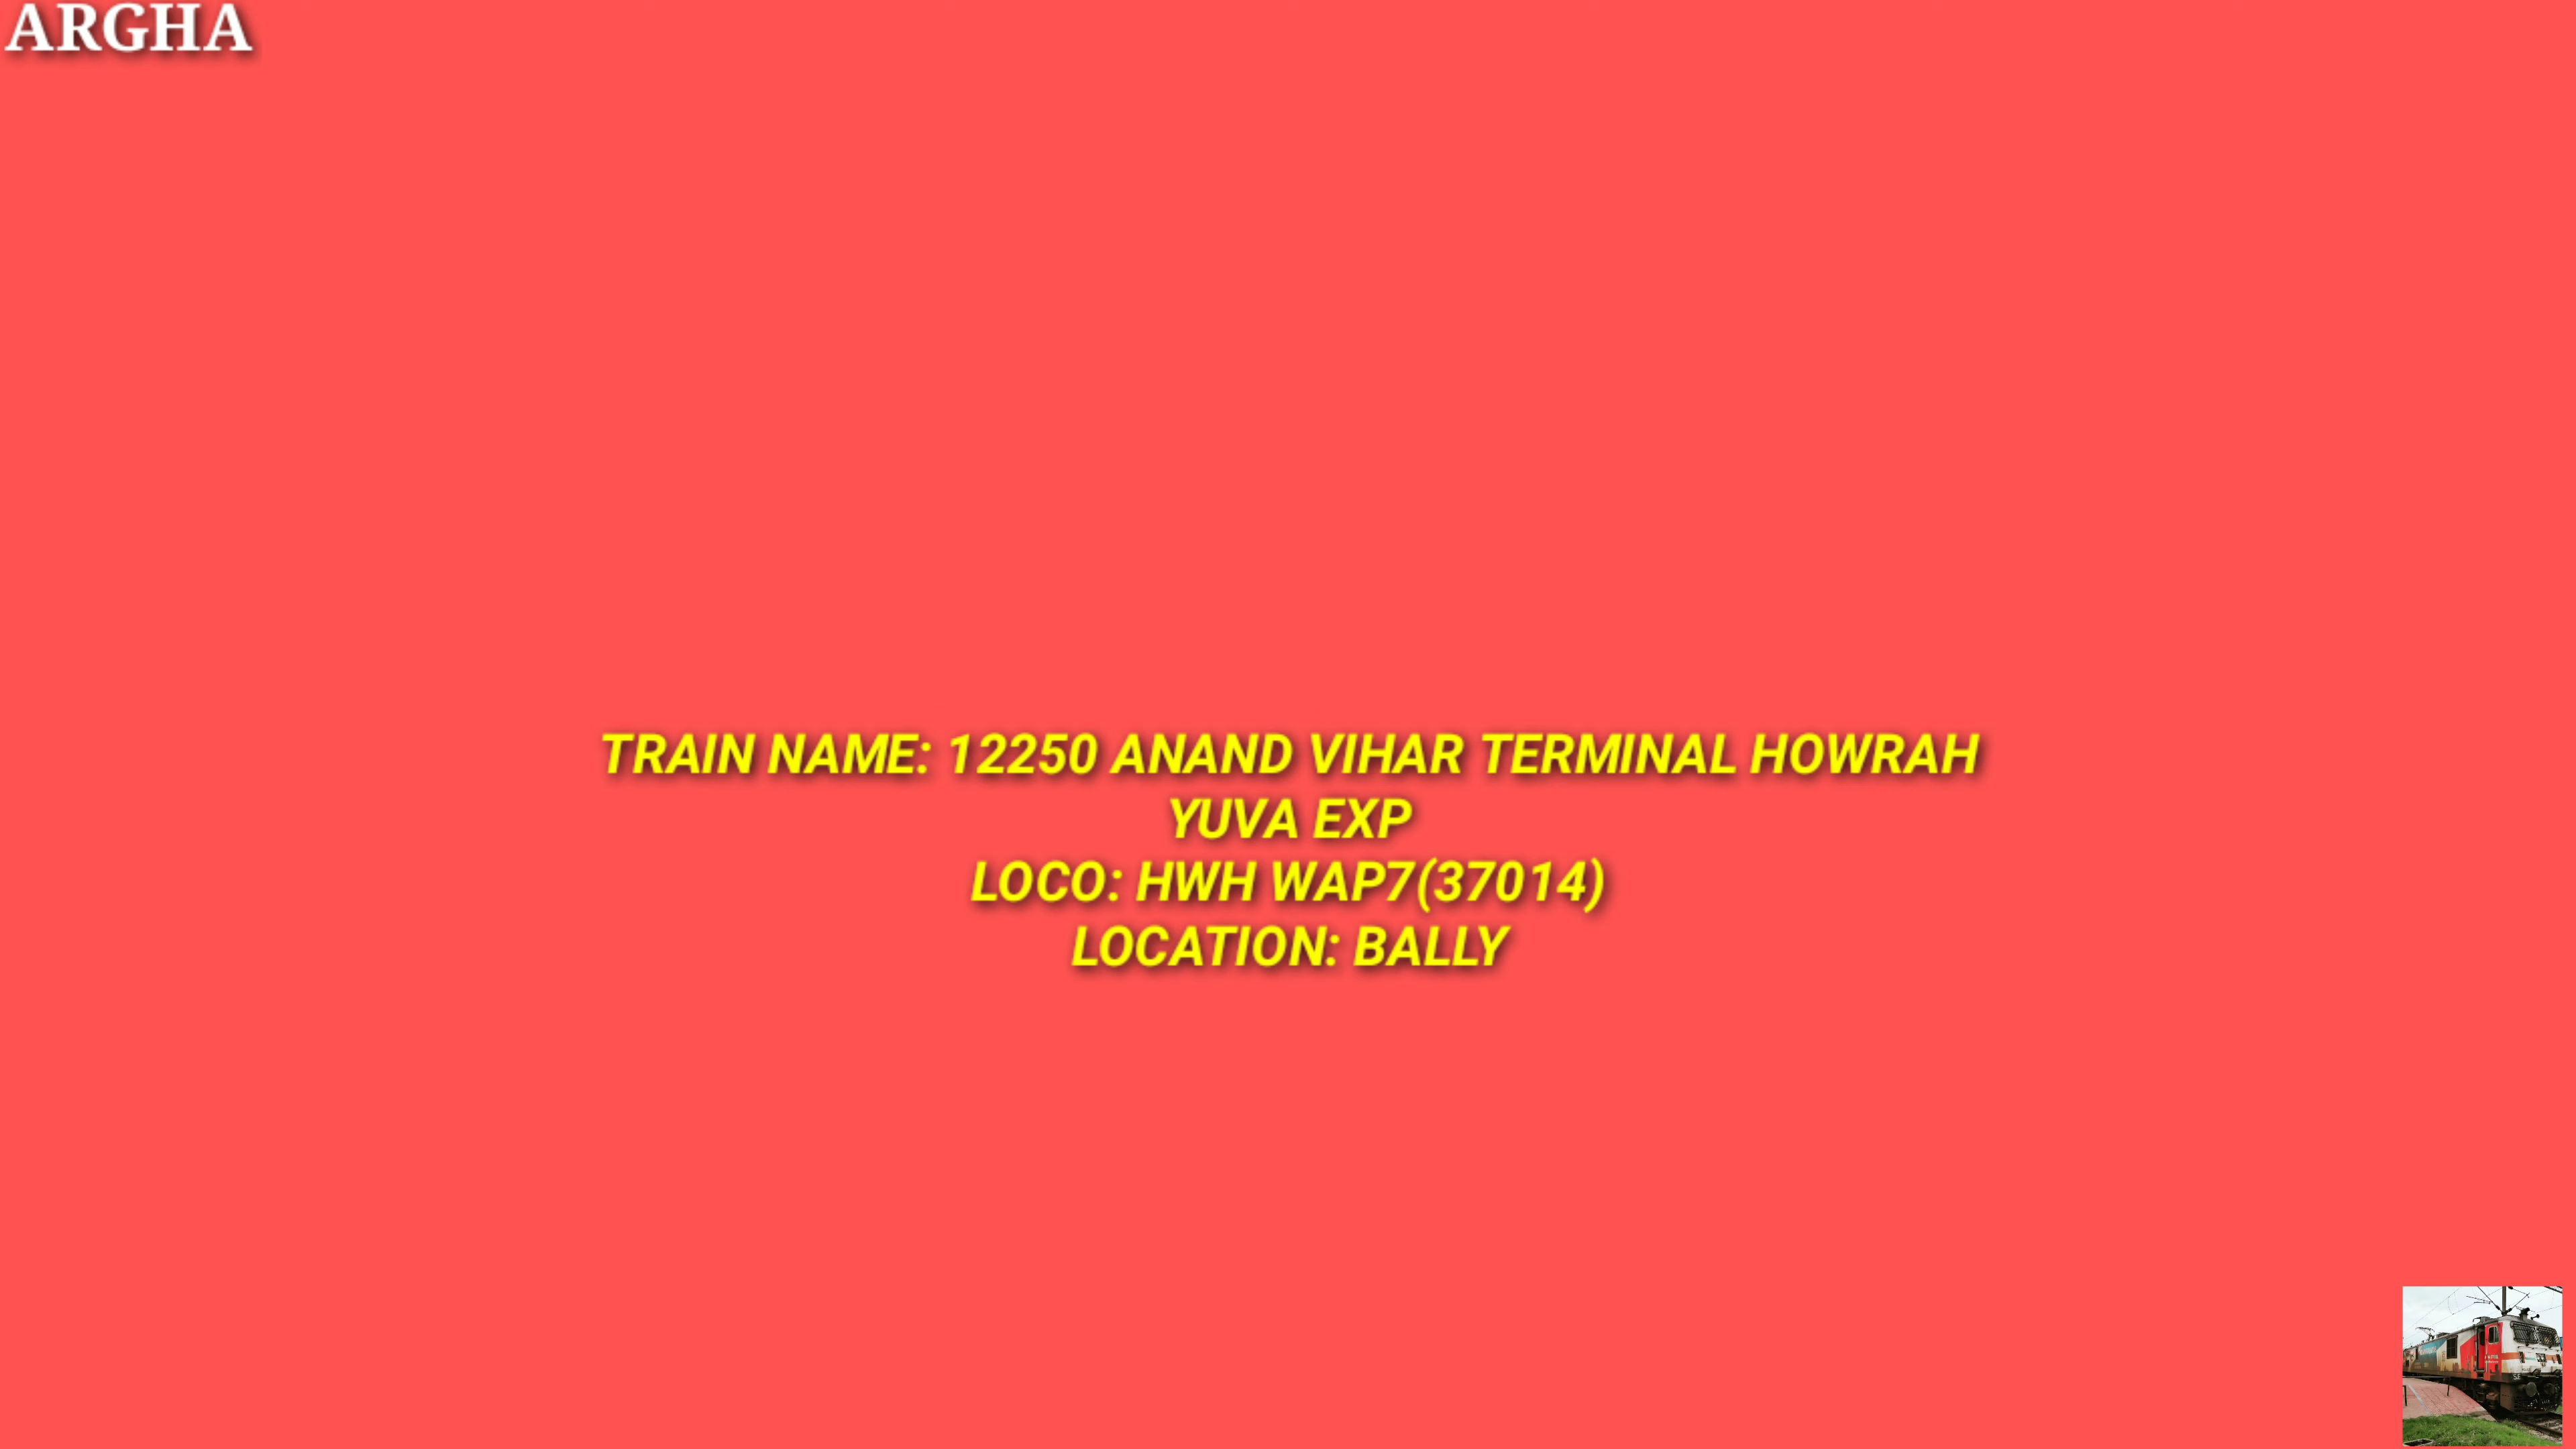 ARGHA
TRAIN NAME: 12250 ANAND VIHAR TERMINAL HOWRAH
YUVA EXP
LOCO: HWH WAP7(37014)
LOCATION: BALLY